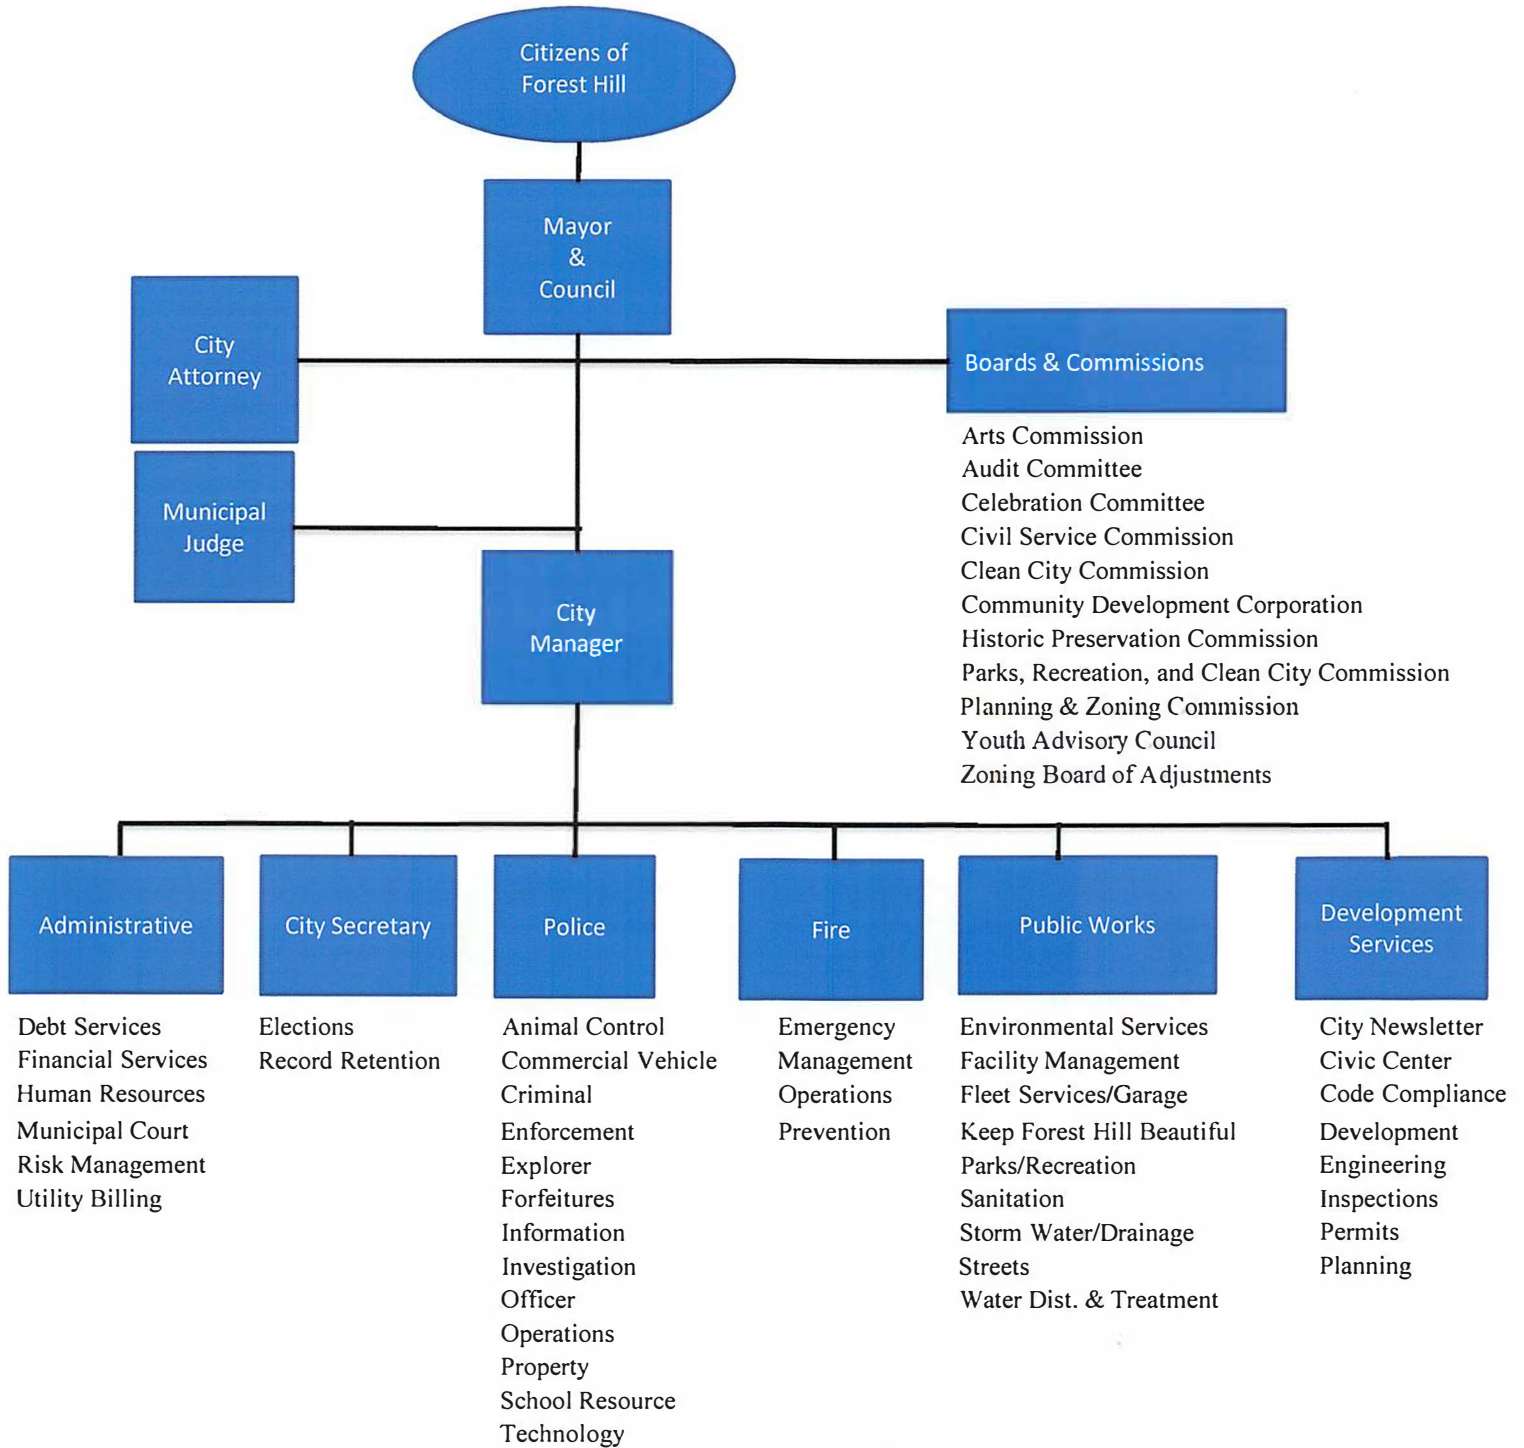 Citizens of
Forest Hill
Mayor
&
Council
City
Attorney
Boards & Commissions
Arts Commission
Audit Committee
Celebration Committee
Civil Service Commission
Clean City Commission
Community Development Corporation
Historic Preservation Commission
Parks, Recreation, and Clean City Commission
Planning & Zoning Commission
Youth Advisory Council
Zoning Board of Adjustments
Municipal
Judge
City
Manager
Administrative
Debt Services
Financial Services
Human Resources
Municipal Court
Risk Management
Utility Billing
City Secretary
Elections
Record Retention
Police
Animal Control
Commercial Vehicle
Criminal
Enforcement
Explorer
Forfeitures
Information
Investigation
Officer
Operations
Property
School Resource
Technology
Fire
Emergency
Management
Operations
Prevention
Public Works
Environmental Services
Facility Management
Fleet Services/Garage
Keep Forest Hill Beautiful
Parks/Recreation
Sanitation
Storm Water/Drainage
Streets
Water Dist. & Treatment
Development
Services
City Newsletter
Civic Center
Code Compliance
Development
Engineering
Inspections
Permits
Planning